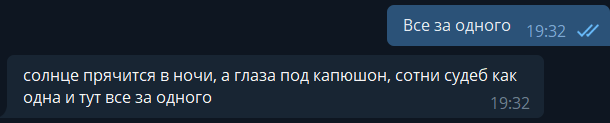 Все за одного
19:32
солнце прячится в ночи, а глаза под капюшон, сотни судеб как
одна и тут все за одного
19:32